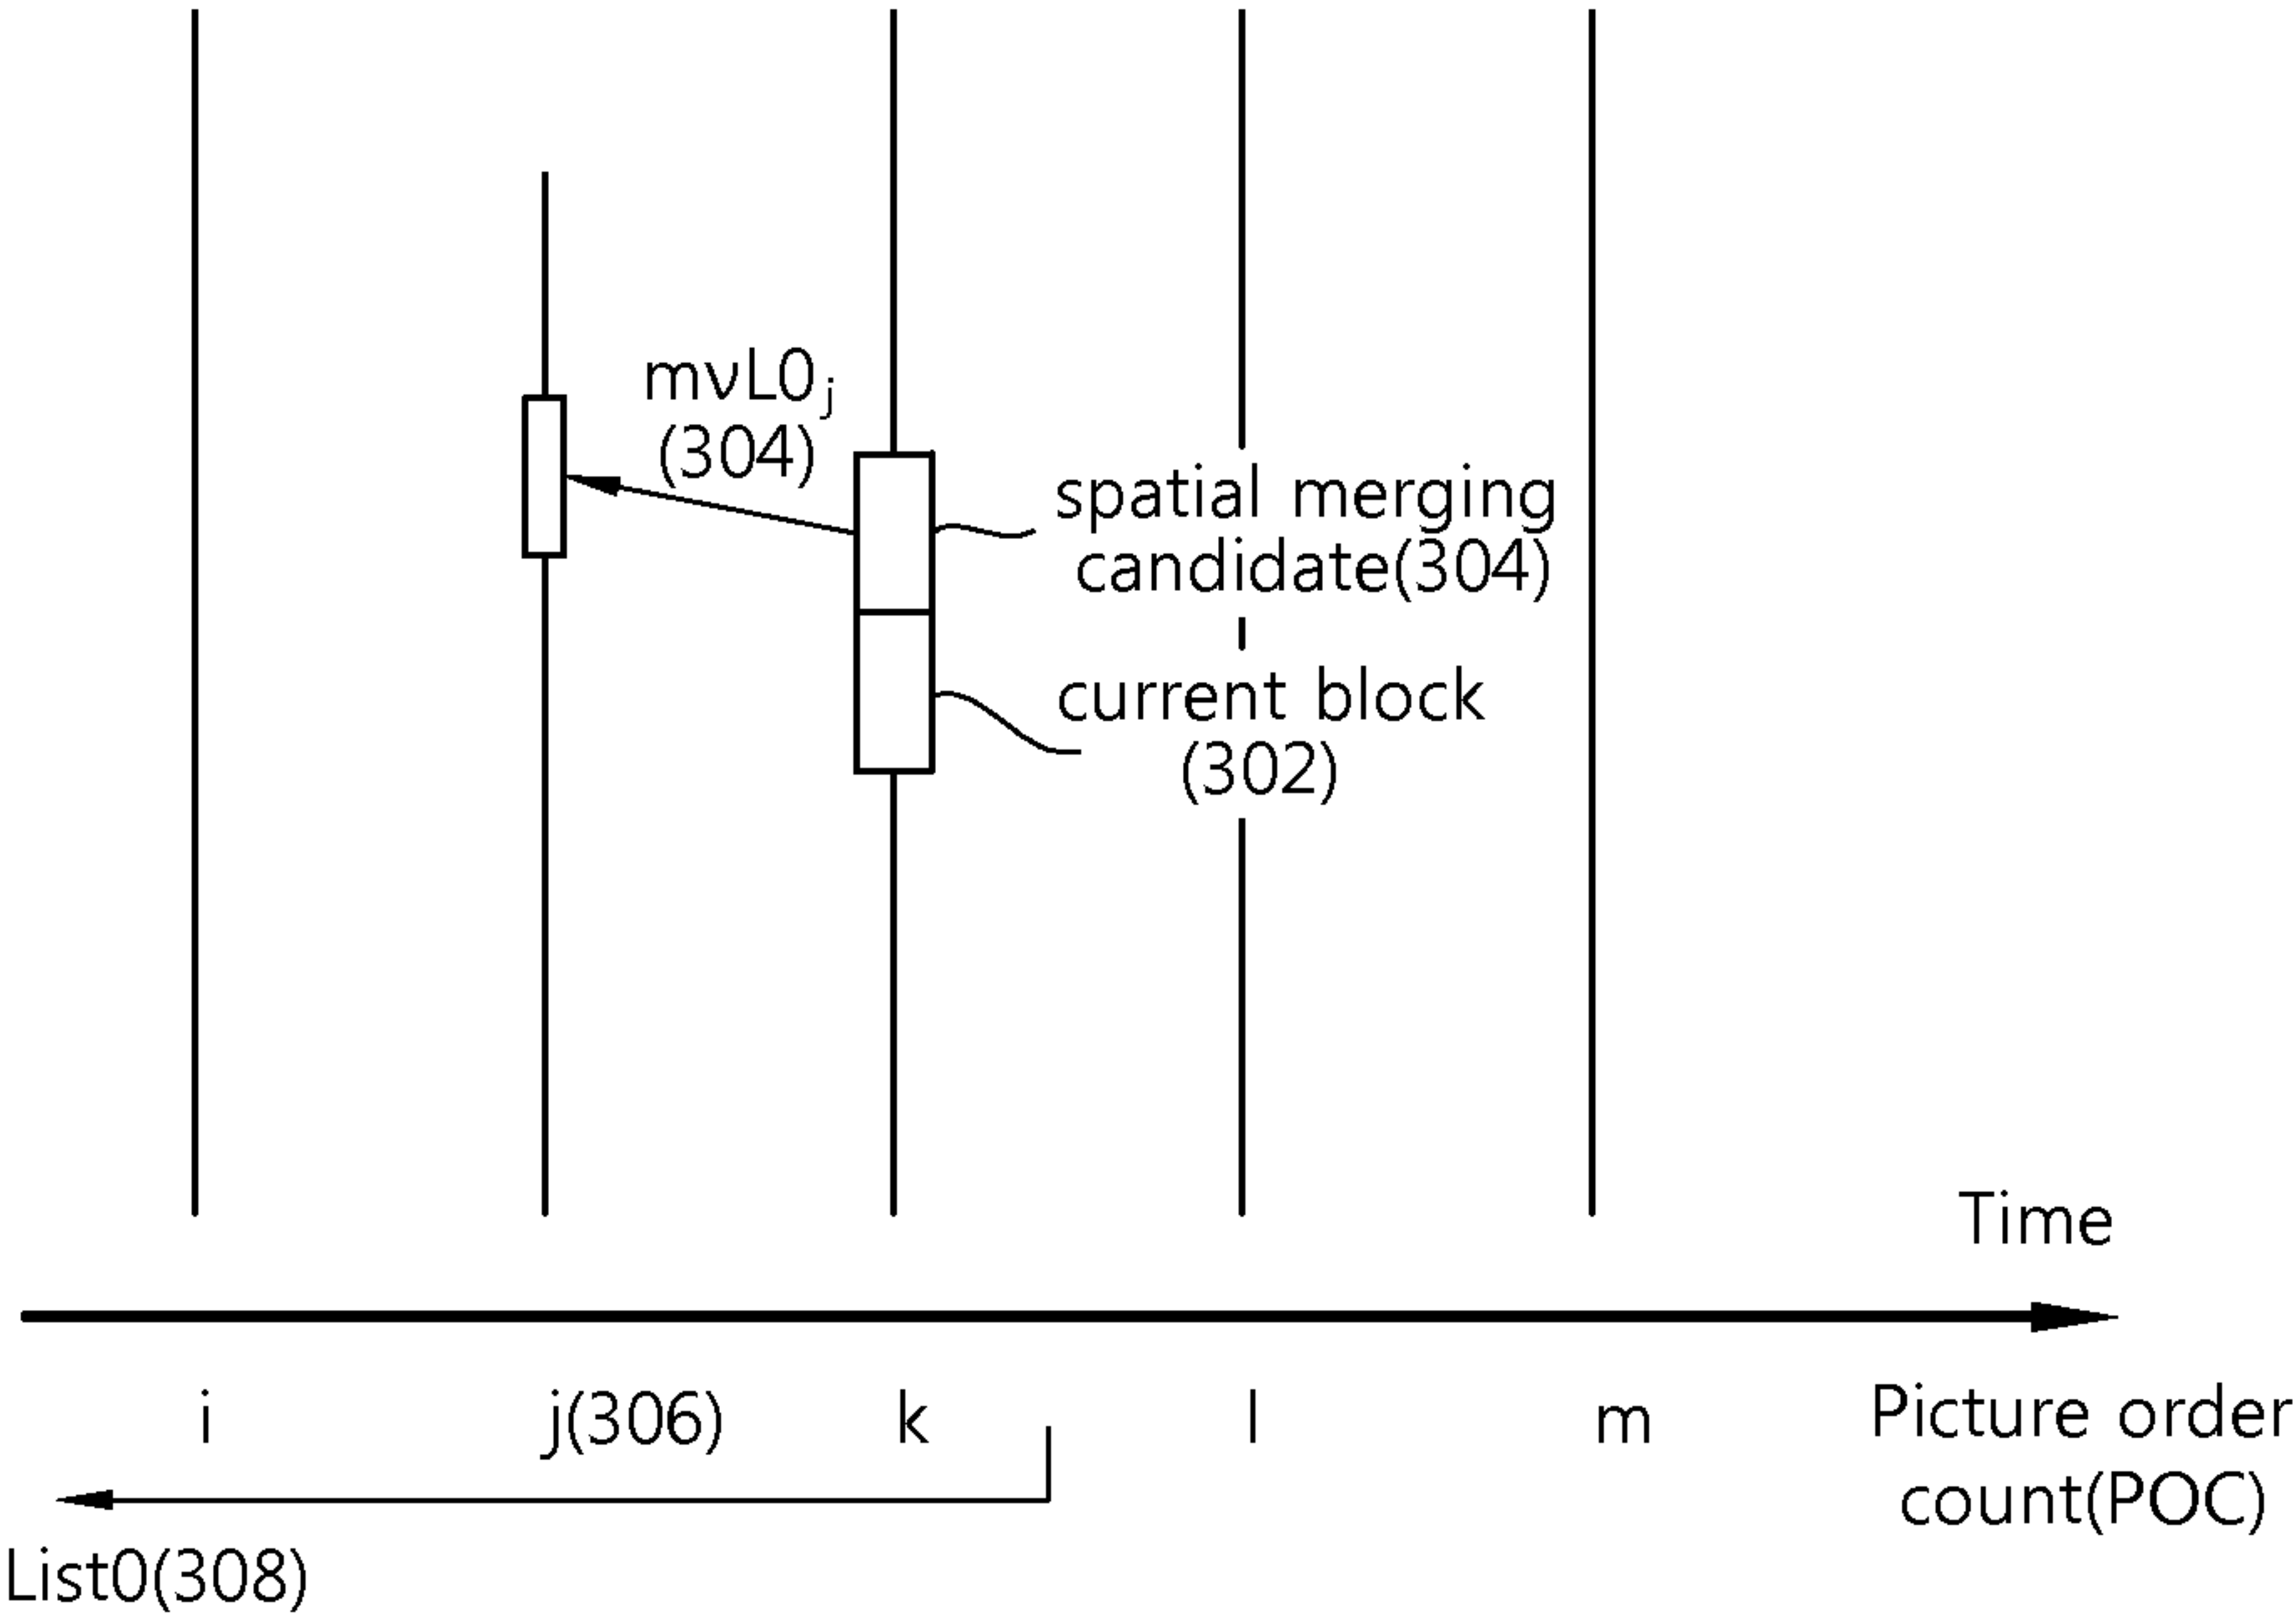 mvL0j
(304)
spatial merging
candidate(304)
current block
(302)
Time
i j(306) k l m Picture order
count(POC)
List0(308)